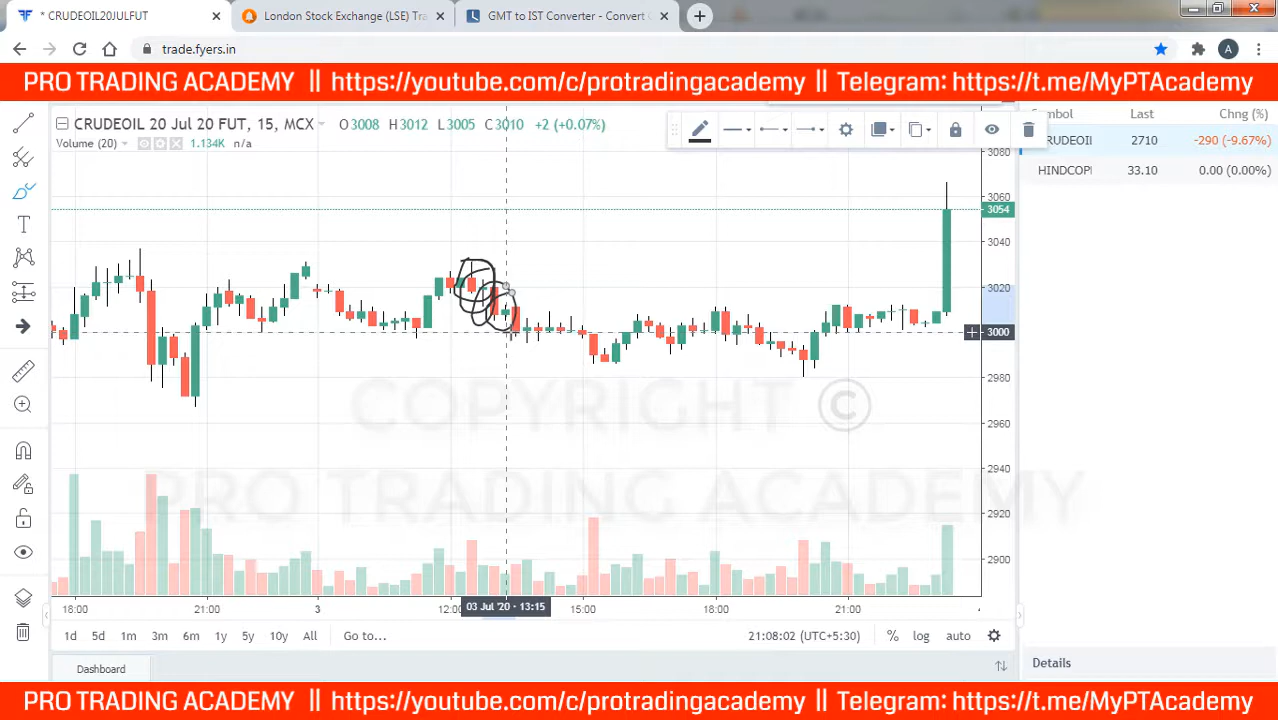 * CRUDEOIL20JULFUT
London Stock Exchange (LSE) Tra
GMT to IST Converter - Convert
trade.fyers.in
A
PRO TRADING ACADEMY || https://youtube.com/c/protradingacademy || Telegram: https://t.me/MyPTAcademy
CRUDEOIL 20 Jul 20 FUT, 15, MCX O3008 H3012 L3005 C3010 +2 (+0.07%)
Volume (20) 1.134K n/a
Last Chng (%)
2710 -290 (-9.67%)
HINDCOP 33.10 0.00 (0.00%)
3080
3060
3054
3040
3020
3000
2980
2960
2940
2920
2900
COPYRIGHT ©
PRO TRADING ACADEMY
18:00 21:00 3 12:00 03 Jul '20 - 13:15 15:00 18:00 21:00
1d 5d 1m 3m 6m 1y 5y 10y All Go to... 21:08:02 (UTC+5:30) % log auto
Dashboard
Details
PRO TRADING ACADEMY || https://youtube.com/c/protradingacademy || Telegram: https://t.me/MyPTAcademy